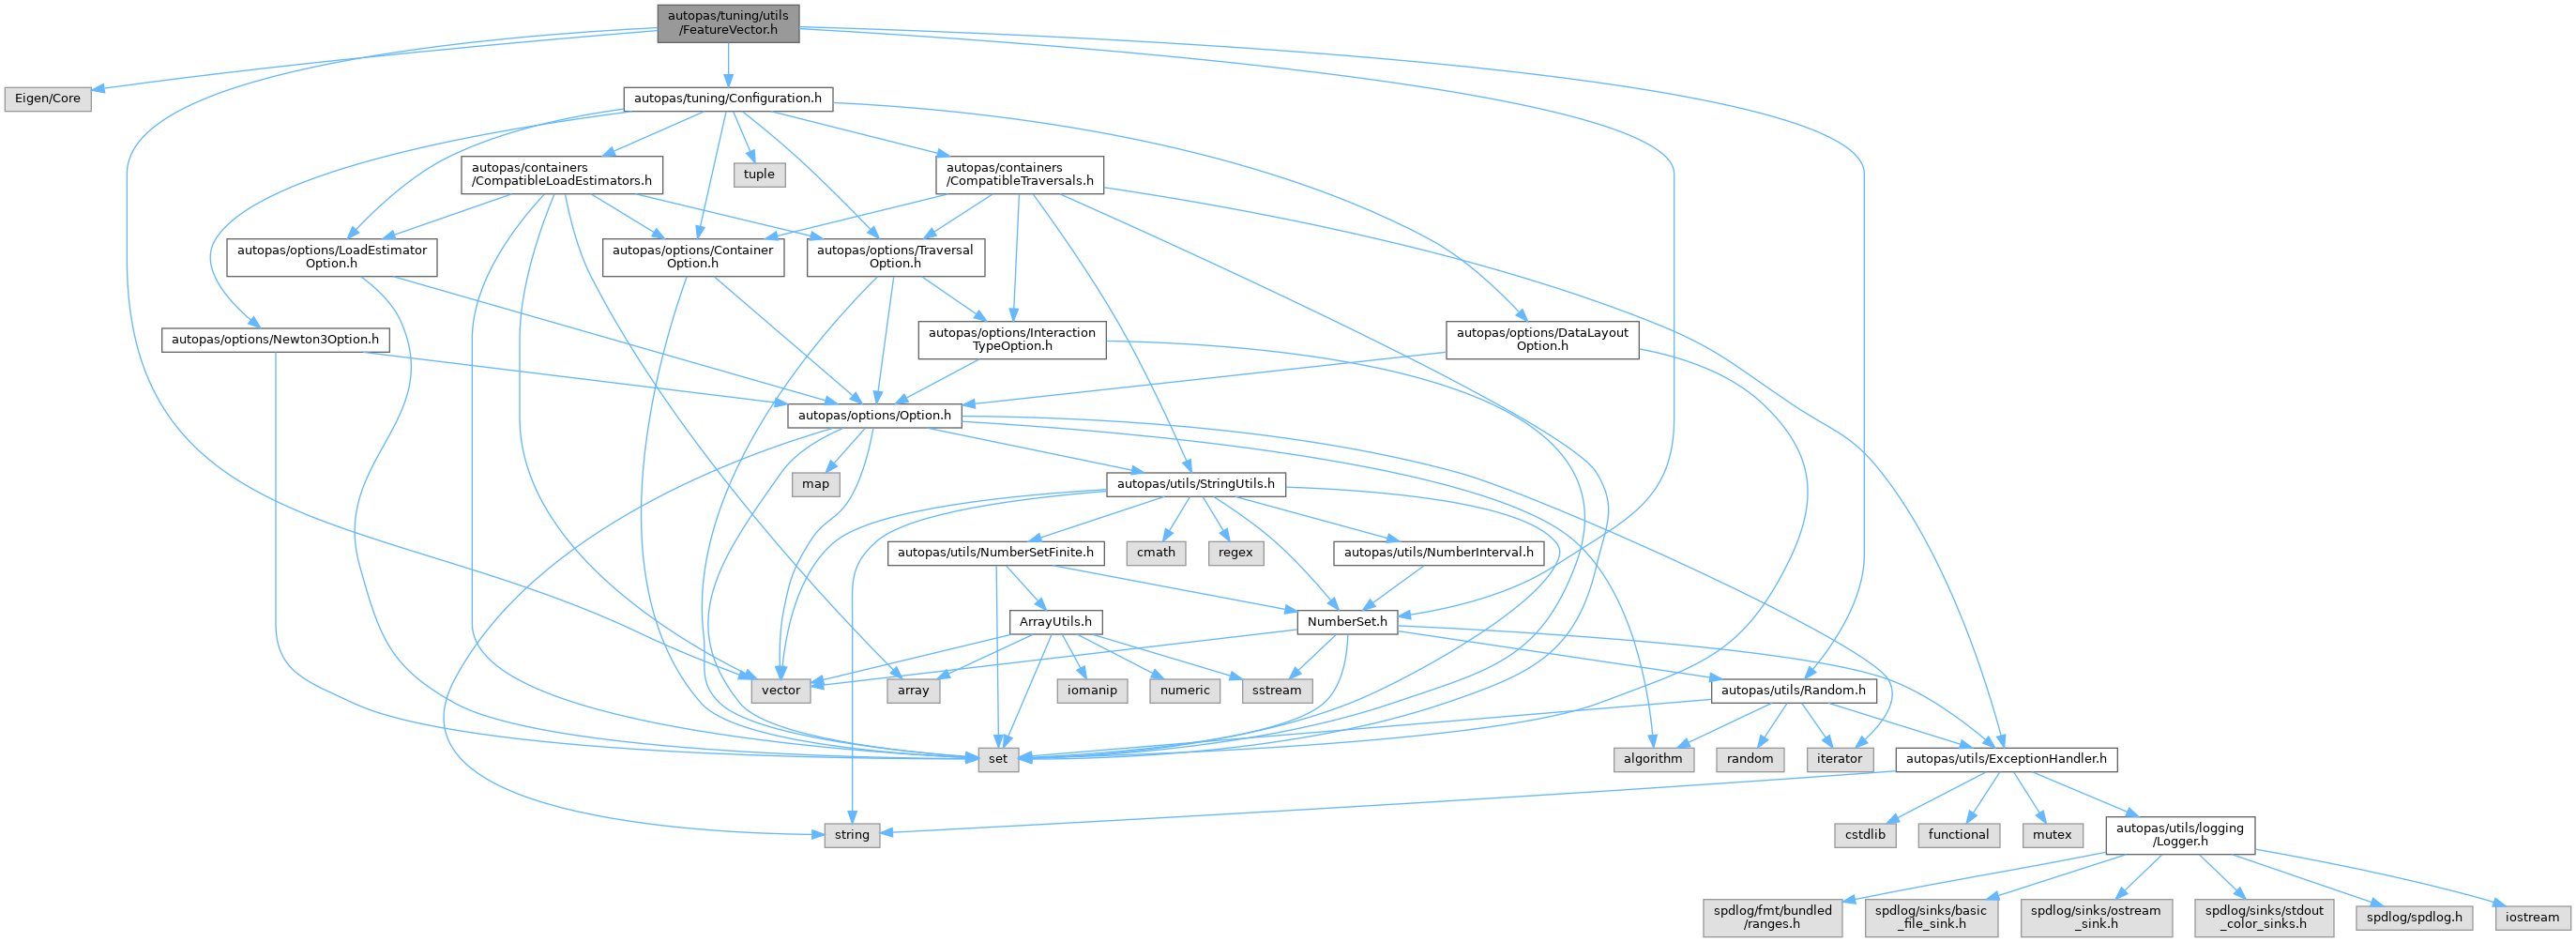 autopas/tuning/utils
/FeatureVector.h
Eigen/Core
autopas/tuning/Configuration.h
autopas/containers
/CompatibleLoadEstimators.h
tuple
autopas/containers
/CompatibleTraversals.h
autopas/options/LoadEstimator
Option.h
autopas/options/Container
Option.h
autopas/options/Traversal
Option.h
autopas/options/Newton3Option.h
autopas/options/Interaction
TypeOption.h
autopas/options/DataLayout
Option.h
autopas/options/Option.h
map
autopas/utils/StringUtils.h
autopas/utils/NumberSetFinite.h
cmath
regex
autopas/utils/NumberInterval.h
ArrayUtils.h
NumberSet.h
vector
array
iomanip
numeric
sstream
autopas/utils/Random.h
set
algorithm
random
iterator
autopas/utils/ExceptionHandler.h
string
cstdlib
functional
mutex
autopas/utils/logging
/Logger.h
spdlog/fmt/bundled
/ranges.h
spdlog/sinks/basic
_file_sink.h
spdlog/sinks/ostream
_sink.h
spdlog/sinks/stdout
_color_sinks.h
spdlog/spdlog.h
iostream